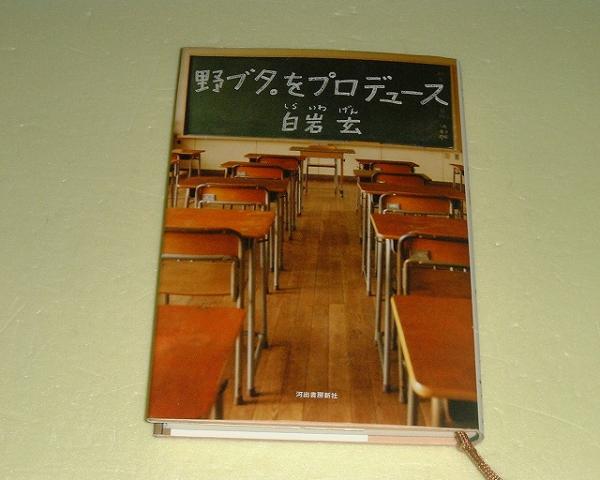 野ブタ。をプロデュース
しら いわ げん
白岩 玄
河出書房新社